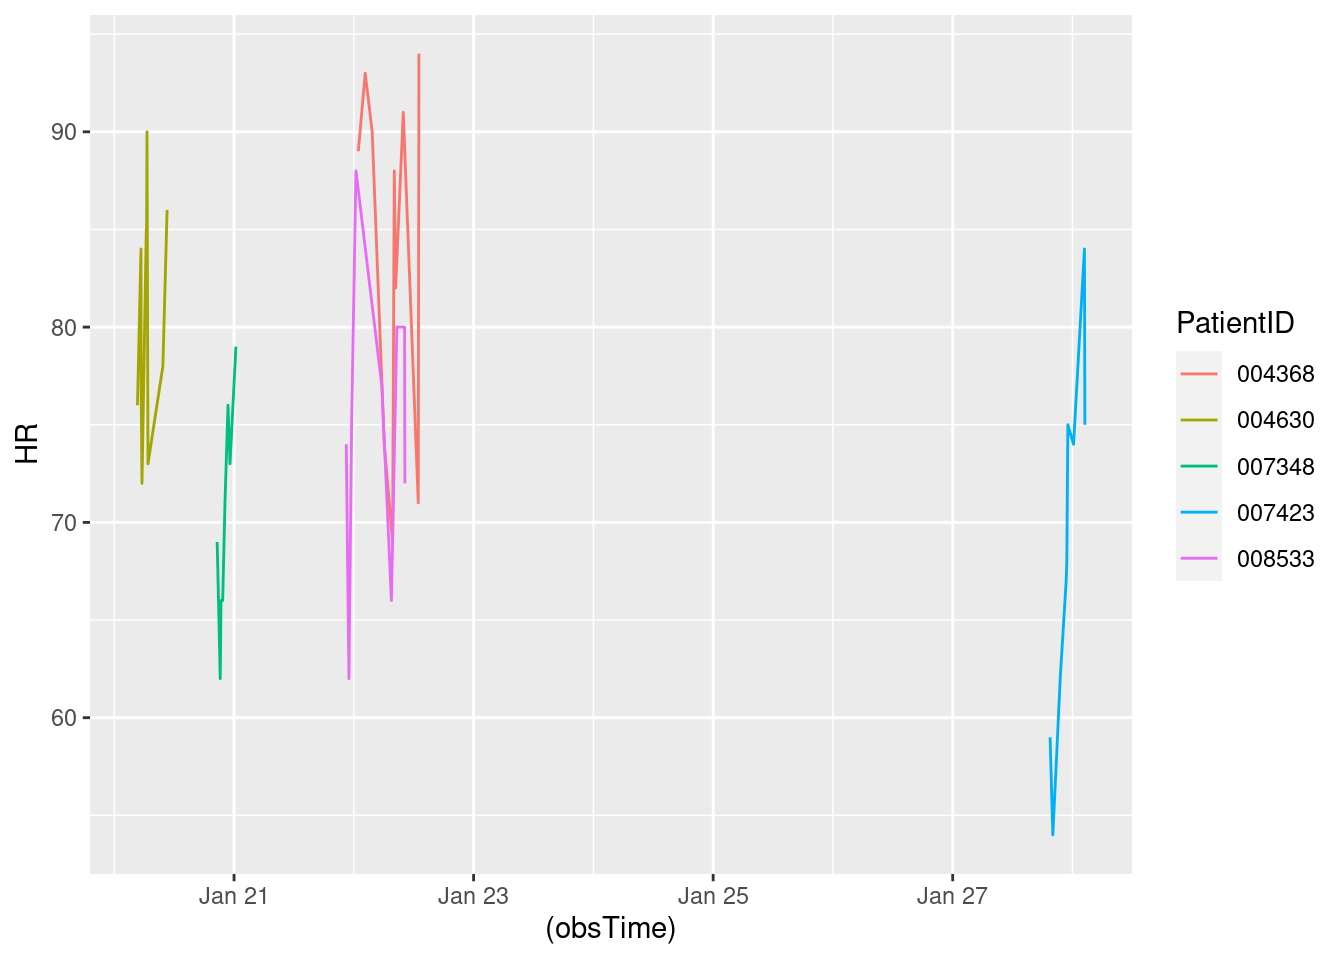 90
80
70
60
HR
Jan 21
Jan 23
Jan 25
Jan 27
(obsTime)
PatientID
004368
004630
007348
007423
008533